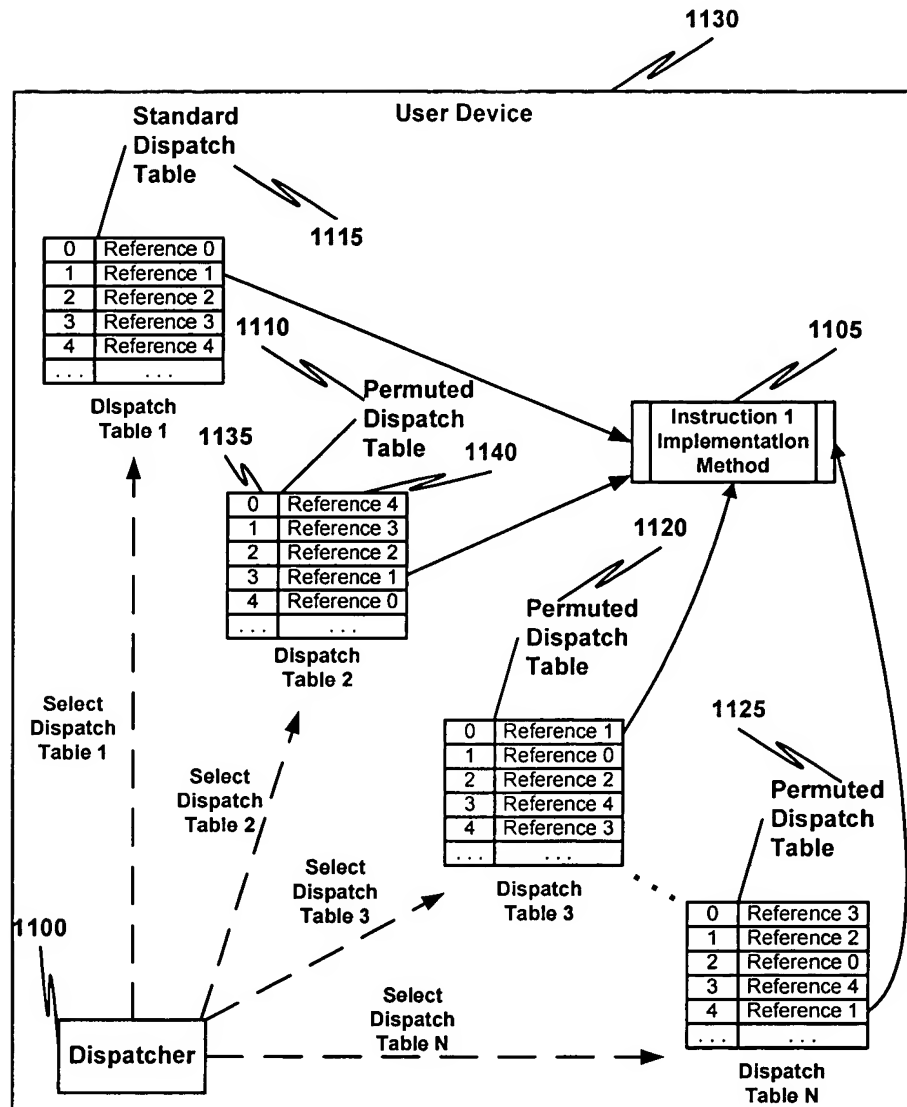 1130
User Device
Standard
Dispatch
Table
1115
0 Reference 0
1 Reference 1
2 Reference 2
3 Reference 3
4 Reference 4
... ...
Dispatch
Table 1
1110
Permuted
Dispatch
Table
1105
Instruction 1
Implementation
Method
1135
1140
0 Reference 4
1 Reference 3
2 Reference 2
3 Reference 1
4 Reference 0
... ...
Dispatch
Table 2
1120
Permuted
Dispatch
Table
0 Reference 1
1 Reference 0
2 Reference 2
3 Reference 4
4 Reference 3
... ...
Dispatch
Table 3
1125
Permuted
Dispatch
Table
0 Reference 3
1 Reference 2
2 Reference 0
3 Reference 4
4 Reference 1
... ...
Dispatch
Table N
Select
Dispatch
Table 1
Select
Dispatch
Table 2
Select
Dispatch
Table 3
Select
Dispatch
Table N
1100
Dispatcher